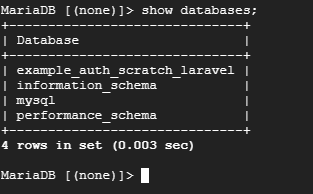 MariaDB [(none)]> show databases;
+-----------------------------+
| Database                    |
+-----------------------------+
| example_auth_scratch_laravel |
| information_schema          |
| mysql                       |
| performance_schema          |
+-----------------------------+
4 rows in set (0.003 sec)
MariaDB [(none)]>